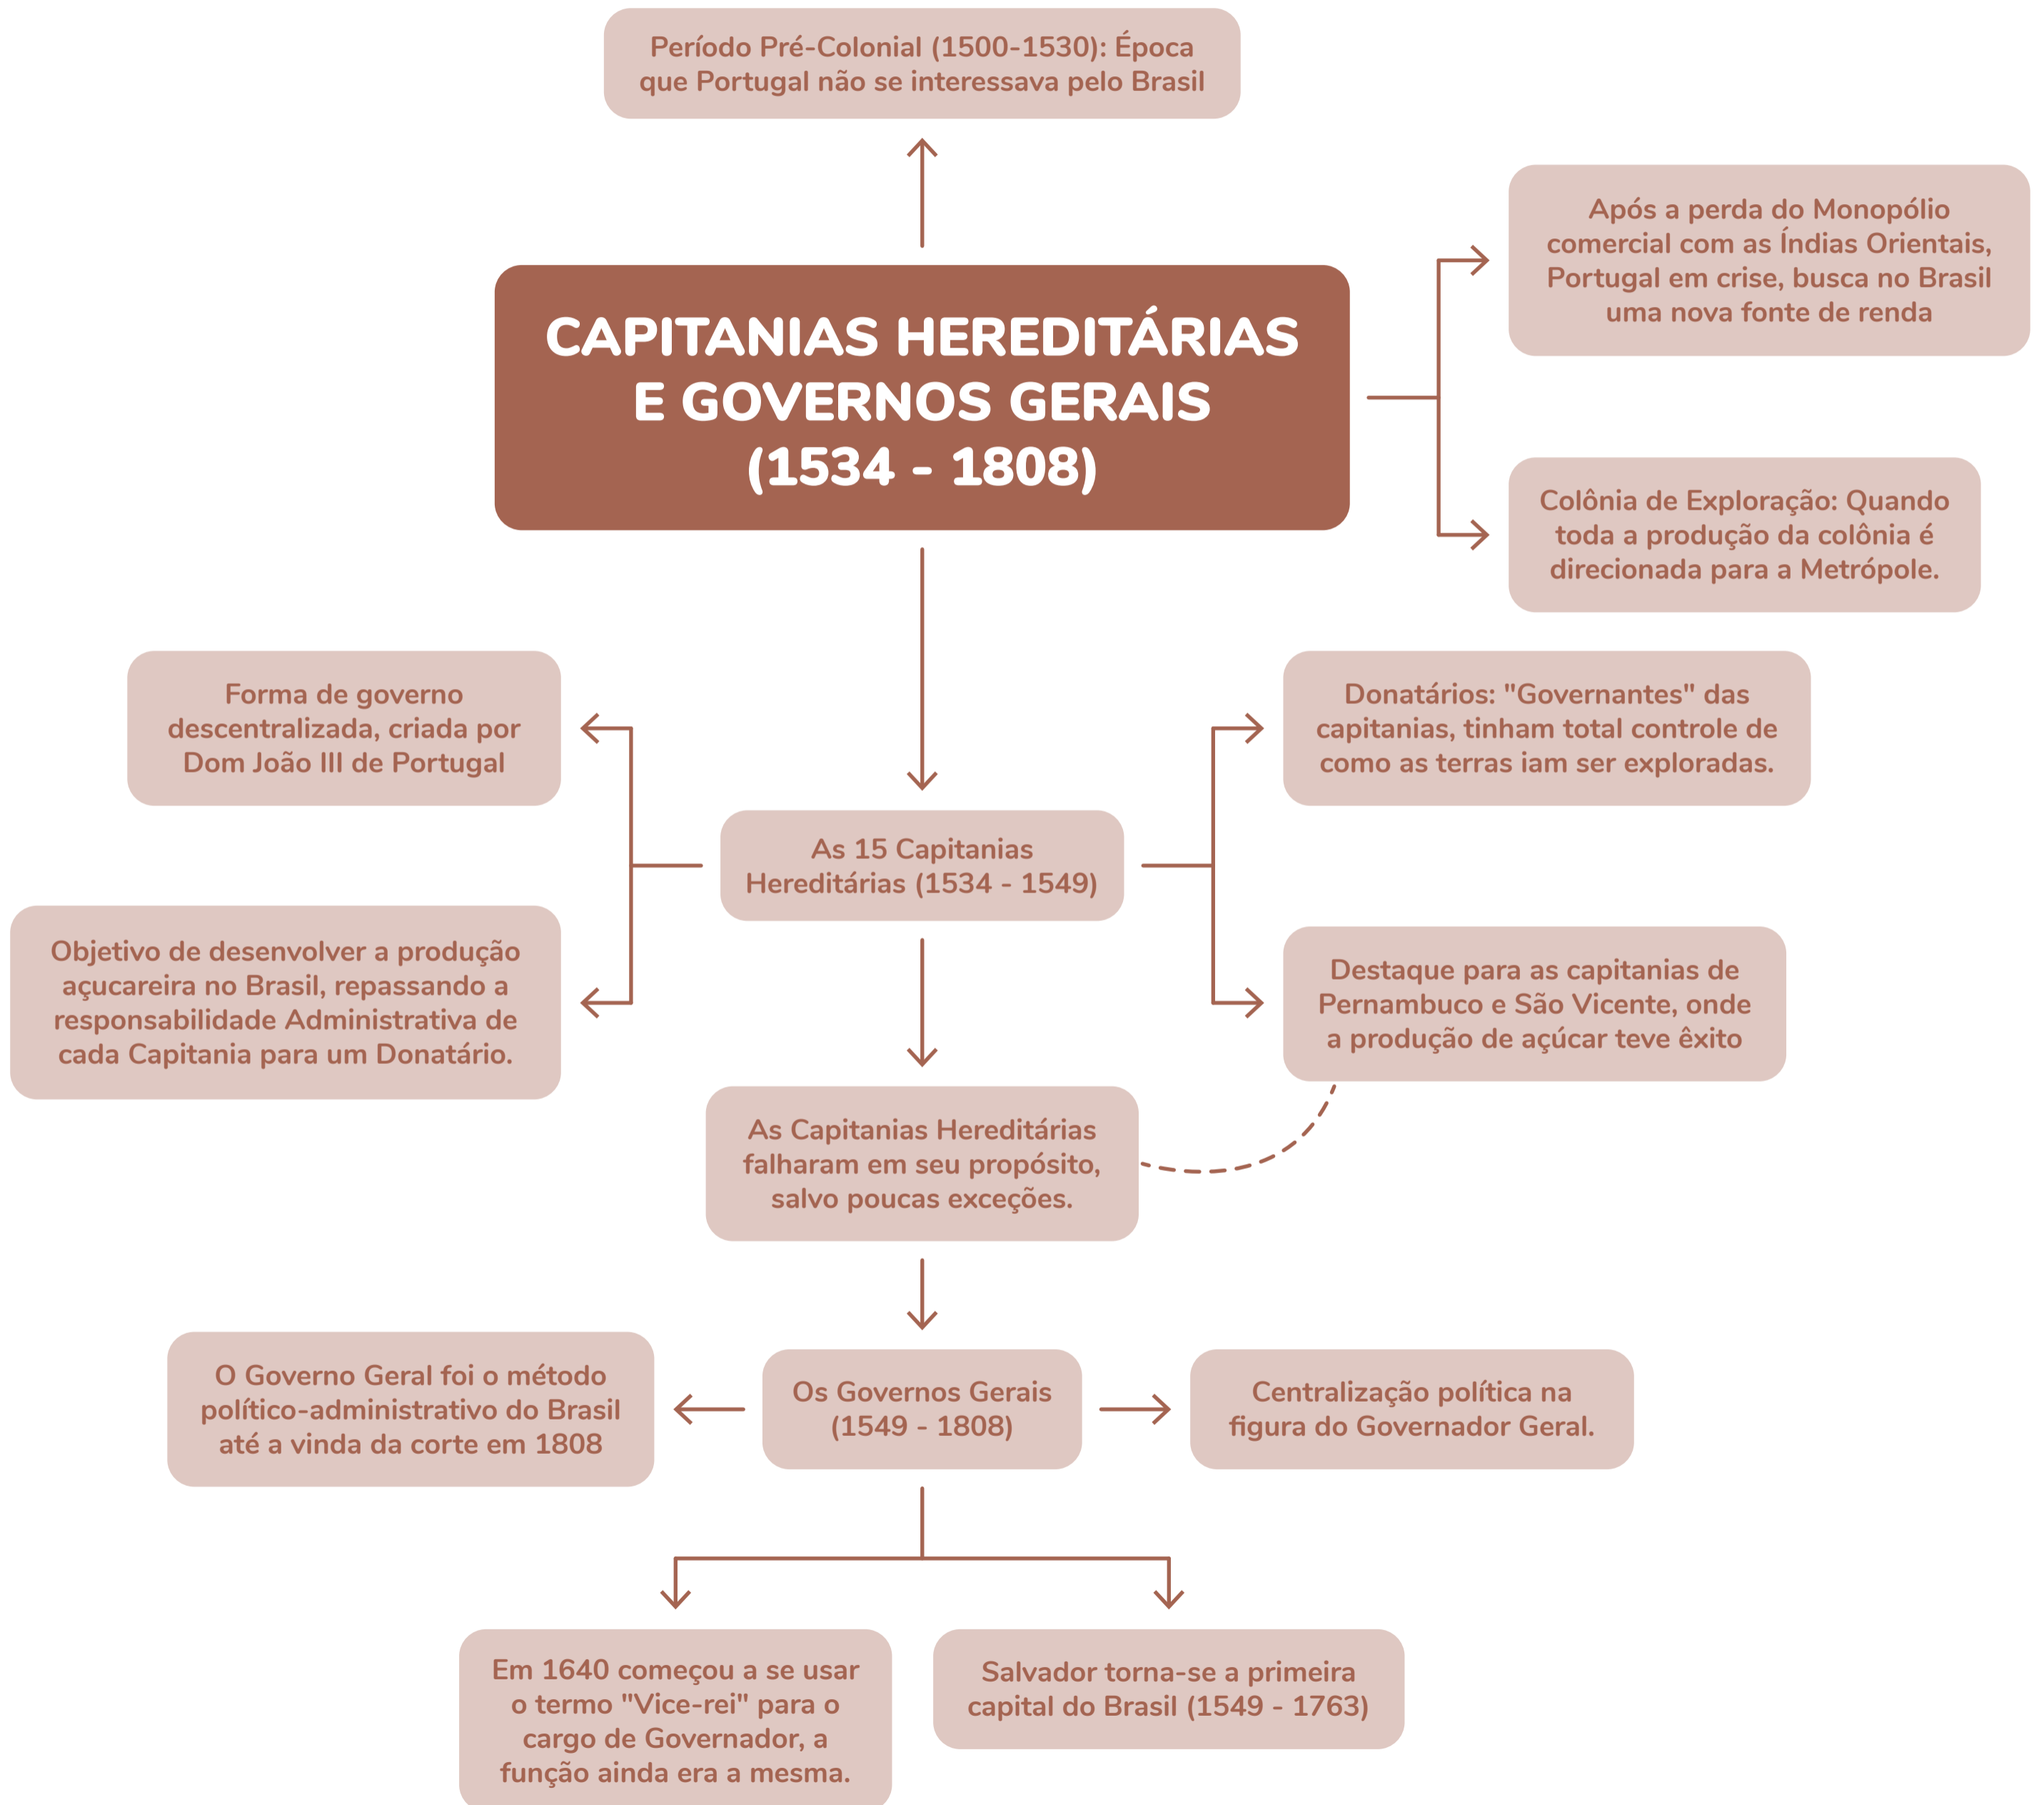 Período Pré-Colonial (1500-1530): Época
que Portugal não se interessava pelo Brasil
CAPITANIAS HEREDITÁRIAS
E GOVERNOS GERAIS
(1534 - 1808)
Após a perda do Monopólio
comercial com as Índias Orientais,
Portugal em crise, busca no Brasil
uma nova fonte de renda
Colônia de Exploração: Quando
toda a produção da colônia é
direcionada para a Metrópole.
Forma de governo
descentralizada, criada por
Dom João III de Portugal
Donatários: "Governantes" das
capitanias, tinham total controle de
como as terras iam ser exploradas.
As 15 Capitanias
Hereditárias (1534 - 1549)
Objetivo de desenvolver a produção
açucareira no Brasil, repassando a
responsabilidade Administrativa de
cada Capitania para um Donatário.
Destaque para as capitanias de
Pernambuco e São Vicente, onde
a produção de açúcar teve êxito
As Capitanias Hereditárias
falharam em seu propósito,
salvo poucas exceções.
O Governo Geral foi o método
político-administrativo do Brasil
até a vinda da corte em 1808
Os Governos Gerais
(1549 - 1808)
Centralização política na
figura do Governador Geral.
Em 1640 começou a se usar
o termo "Vice-rei" para o
cargo de Governador, a
função ainda era a mesma.
Salvador torna-se a primeira
capital do Brasil (1549 - 1763)